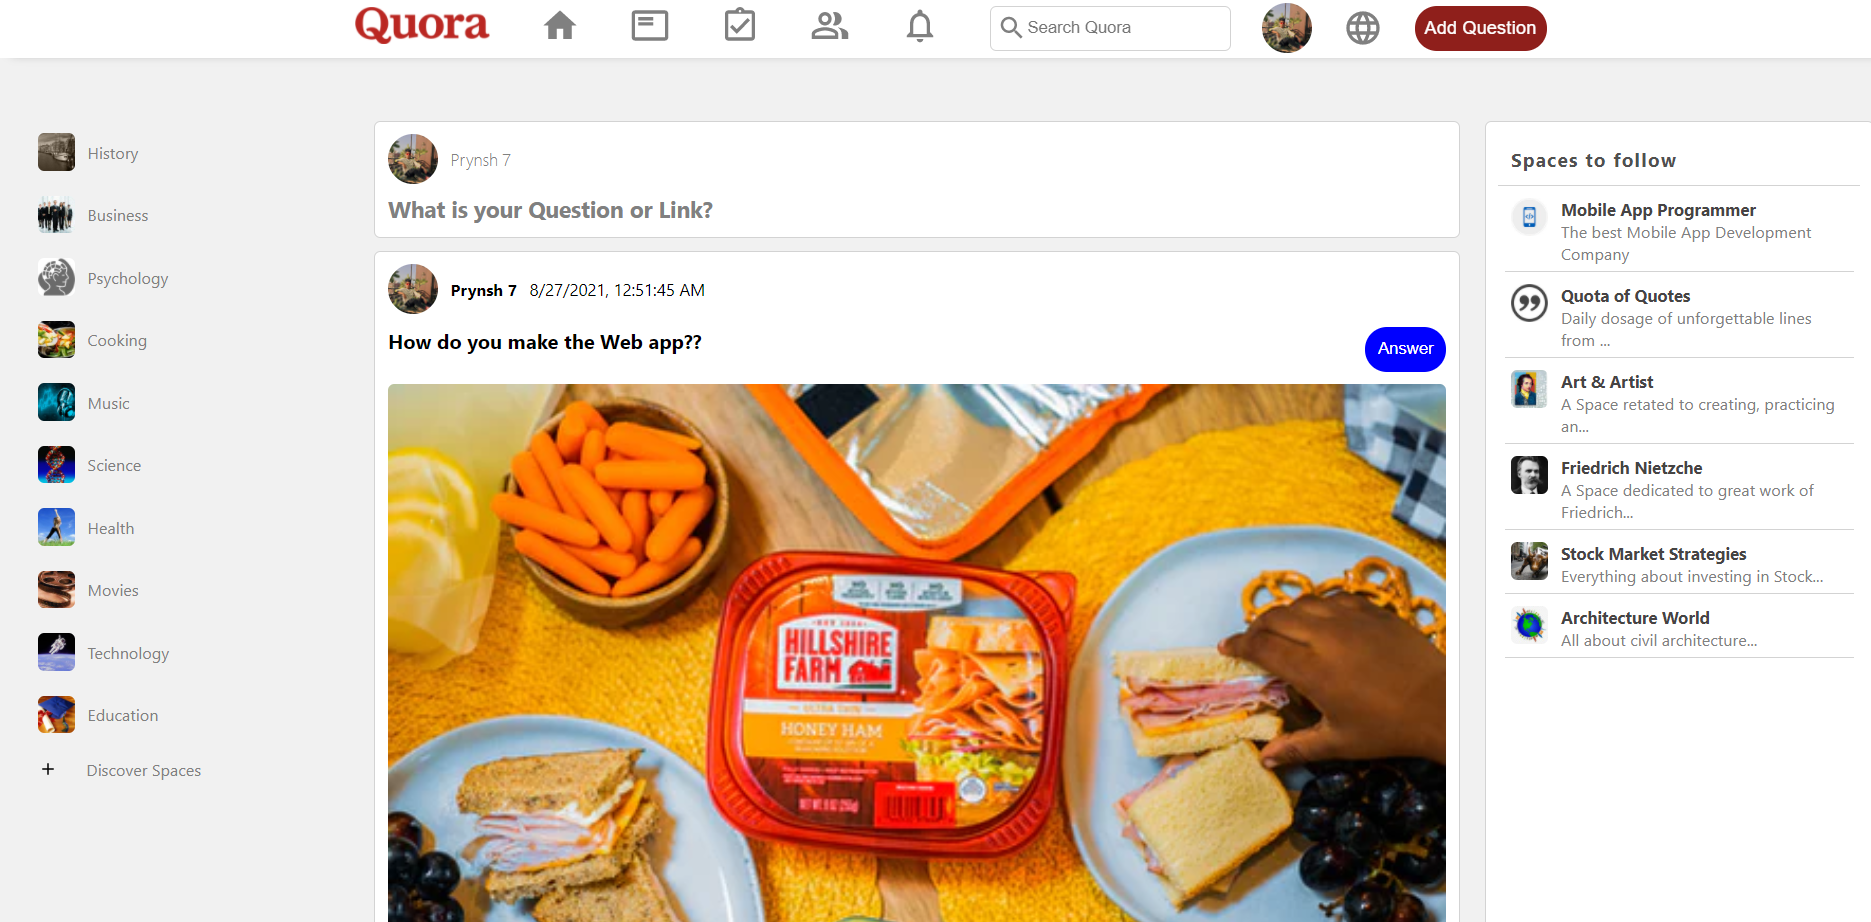 Quora
Search Quora
Add Question
History
Business
Psychology
Cooking
Music
Science
Health
Movies
Technology
Education
+ Discover Spaces
Prynsh 7
What is your Question or Link?
Prynsh 7 8/27/2021, 12:51:45 AM
How do you make the Web app??
Answer
HILLSHIRE
FARM
ULTRA THIN
HONEY HAM
Spaces to follow
Mobile App Programmer
The best Mobile App Development
Company
Quota of Quotes
Daily dosage of unforgettable lines
from ...
Art & Artist
A Space retated to creating, practicing
an...
Friedrich Nietzche
A Space dedicated to great work of
Friedrich...
Stock Market Strategies
Everything about investing in Stock...
Architecture World
All about civil architecture...